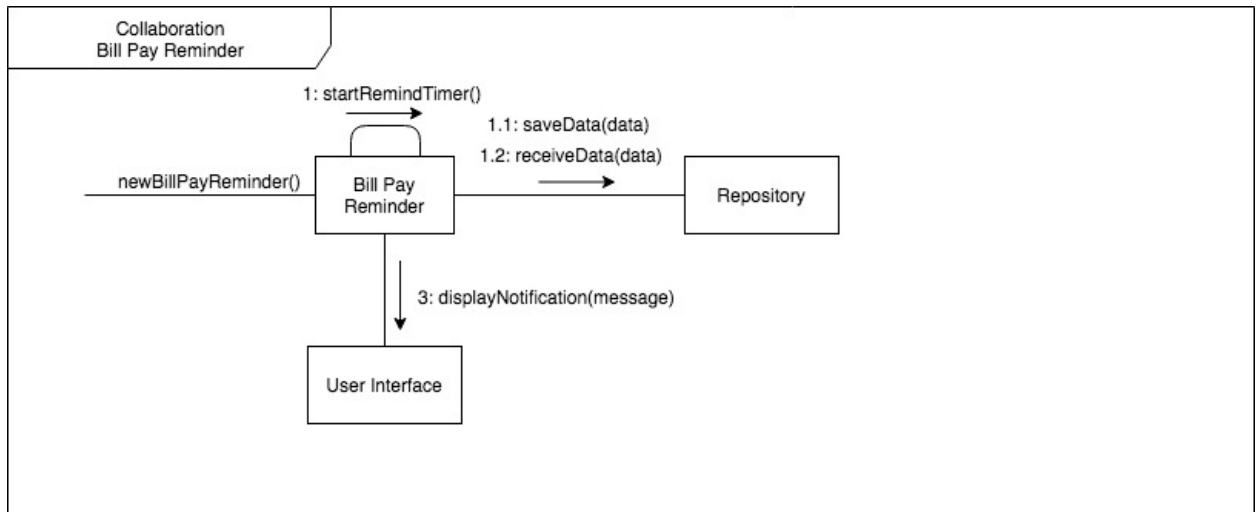 Collaboration
Bill Pay Reminder
1: startRemindTimer()
1.1: saveData(data)
1.2: receiveData(data)
newBillPayReminder()
Bill Pay
Reminder
Repository
3: displayNotification(message)
User Interface